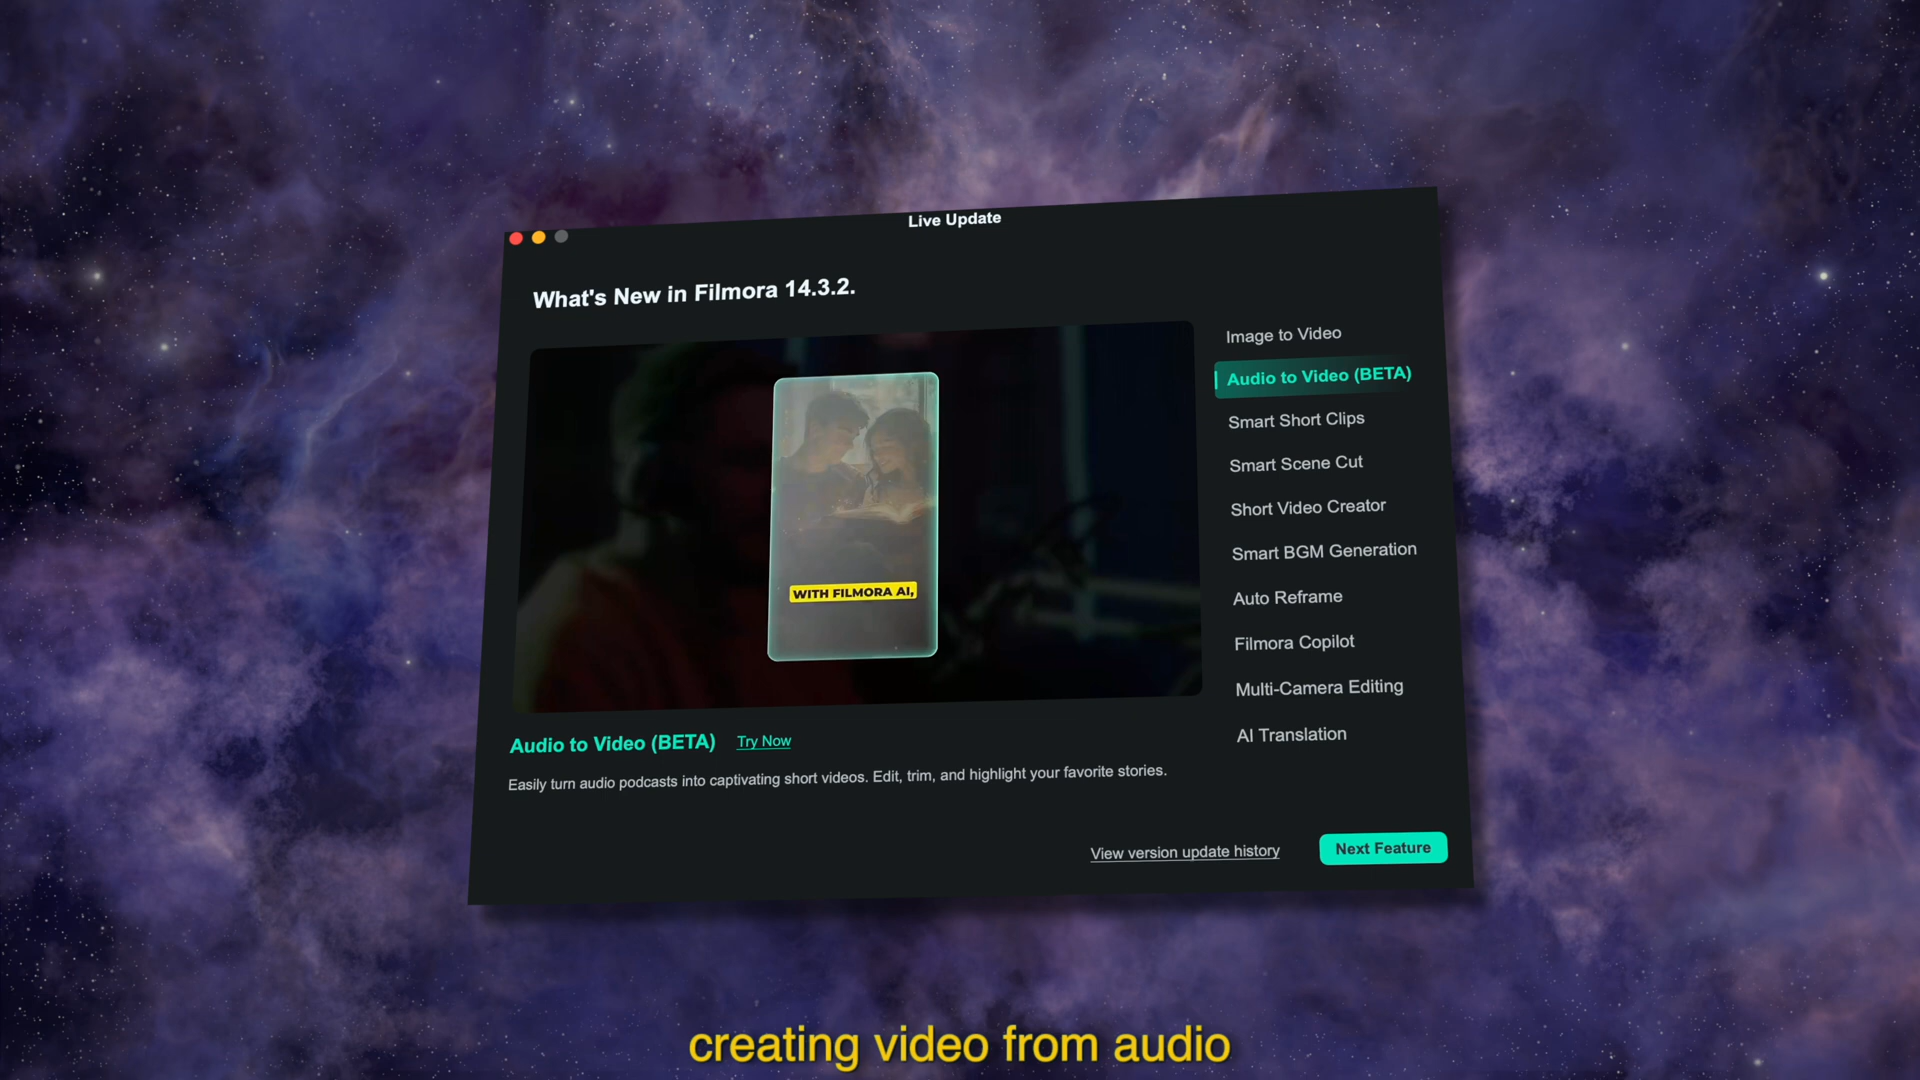 Live Update
What's New in Filmora 14.3.2.
WITH FILMORA AI,
Image to Video
Audio to Video (BETA)
Smart Short Clips
Smart Scene Cut
Short Video Creator
Smart BGM Generation
Auto Reframe
Filmora Copilot
Multi-Camera Editing
AI Translation
Audio to Video (BETA) Try Now
Easily turn audio podcasts into captivating short videos. Edit, trim, and highlight your favorite stories.
View version update history
Next Feature
creating video from audio